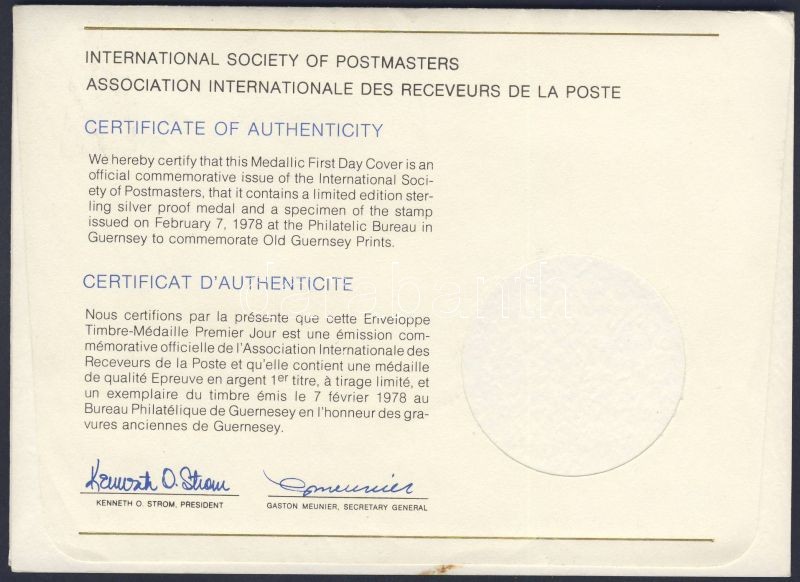 INTERNATIONAL SOCIETY OF POSTMASTERS
ASSOCIATION INTERNATIONALE DES RECEVEURS DE LA POSTE
CERTIFICATE OF AUTHENTICITY
We hereby certify that this Medallic First Day Cover is an
official commemorative issue of the International Soci-
ety of Postmasters, that it contains a limited edition ster-
ling silver proof medal and a specimen of the stamp
issued on February 7, 1978 at the Philatelic Bureau in
Guernsey to commemorate Old Guernsey Prints.
CERTIFICAT D'AUTHENTICITE
Nous certifions par la présente que cette Enveloppe
Timbre-Médaille Premier Jour est une émission com-
mémorative officielle de l'Association Internationale des
Receveurs de la Poste et qu'elle contient une médaille
de qualité Epreuve en argent 1er titre, à tirage limité, et
un exemplaire du timbre émis le 7 février 1978 au
Bureau Philatélique de Guernesey en l'honneur des gra-
vures anciennes de Guernesey.
Kenneth O. Strom
KENNETH O. STROM, PRESIDENT
G Meunier
GASTON MEUNIER, SECRETARY GENERAL
darabanth